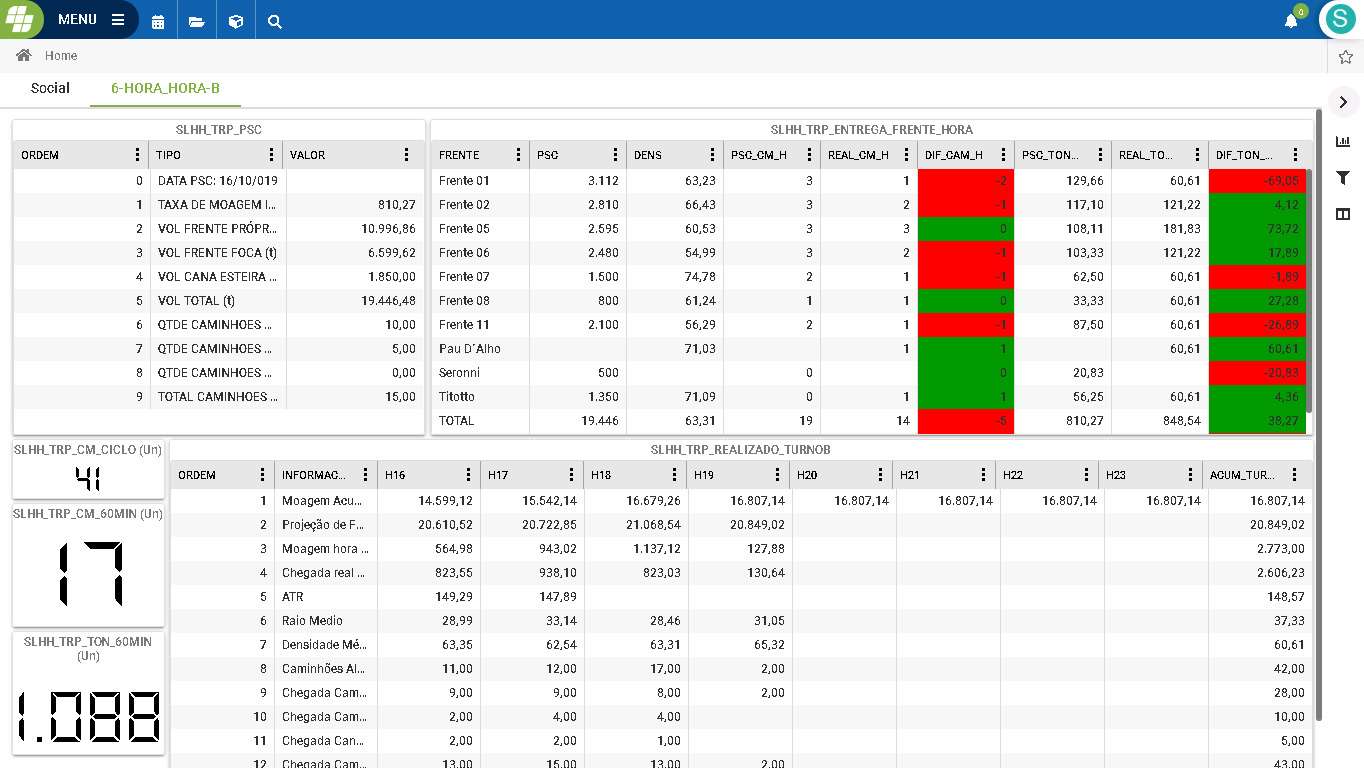 MENU
0
S
Home
Social 6-HORA_HORA-B
SLHH_TRP_PSC
ORDEM TIPO VALOR
0 DATA PSC: 16/10/019
1 TAXA DE MOAGEM I... 810,27
2 VOL FRENTE PRÓPR... 10.996,86
3 VOL FRENTE FOCA (t) 6.599,62
4 VOL CANA ESTEIRA ... 1.850,00
5 VOL TOTAL (t) 19.446,48
6 QTDE CAMINHOES ... 10,00
7 QTDE CAMINHOES ... 5,00
8 QTDE CAMINHOES ... 0,00
9 TOTAL CAMINHOES ... 15,00
SLHH_TRP_ENTREGA_FRENTE_HORA
FRENTE PSC DENS PSC_CM_H REAL_CM_H DIF_CAM_H PSC_TON... REAL_TO... DIF_TON_...
Frente 01 3.112 63,23 3 1 -2 129,66 60,61 69,05
Frente 02 2.810 66,43 3 2 -1 117,10 121,22 4,12
Frente 05 2.595 60,53 3 3 0 108,11 181,83 73,72
Frente 06 2.480 54,99 3 2 -1 103,33 121,22 17,89
Frente 07 1.500 74,78 2 1 -1 62,50 60,61 -1,89
Frente 08 800 61,24 1 1 0 33,33 60,61 27,28
Frente 11 2.100 56,29 2 1 -1 87,50 60,61 -26,89
Pau D´Alho 71,03 1 1 60,61 60,61
Seronni 500 0 0 20,83 -20,83
Titotto 1.350 71,09 0 1 1 56,25 60,61 4,36
TOTAL 19.446 63,31 19 14 -5 810,27 848,54 38,27
SLHH_TRP_CM_CICLO (Un)
41
SLHH_TRP_CM_60MIN (Un)
17
SLHH_TRP_TON_60MIN
(Un)
1.088
SLHH_TRP_REALIZADO_TURNOB
ORDEM INFORMAC... H16 H17 H18 H19 H20 H21 H22 H23 ACUM_TUR...
1 Moagem Acu... 14.599,12 15.542,14 16.679,26 16.807,14 16.807,14 16.807,14 16.807,14 16.807,14 16.807,14
2 Projeção de F... 20.610,52 20.722,85 21.068,54 20.849,02 20.849,02
3 Moagem hora ... 564,98 943,02 1.137,12 127,88 2.773,00
4 Chegada real ... 823,55 938,10 823,03 130,64 2.606,23
5 ATR 149,29 147,89 148,57
6 Raio Medio 28,99 33,14 28,46 31,05 37,33
7 Densidade Mé... 63,35 62,54 63,31 65,32 60,61
8 Caminhões Al... 11,00 12,00 17,00 2,00 42,00
9 Chegada Cam... 9,00 9,00 8,00 2,00 28,00
10 Chegada Cam... 2,00 4,00 4,00 10,00
11 Chegada Can... 2,00 2,00 1,00 5,00
12 Chegada Cam... 13,00 15,00 13,00 2,00 43,00